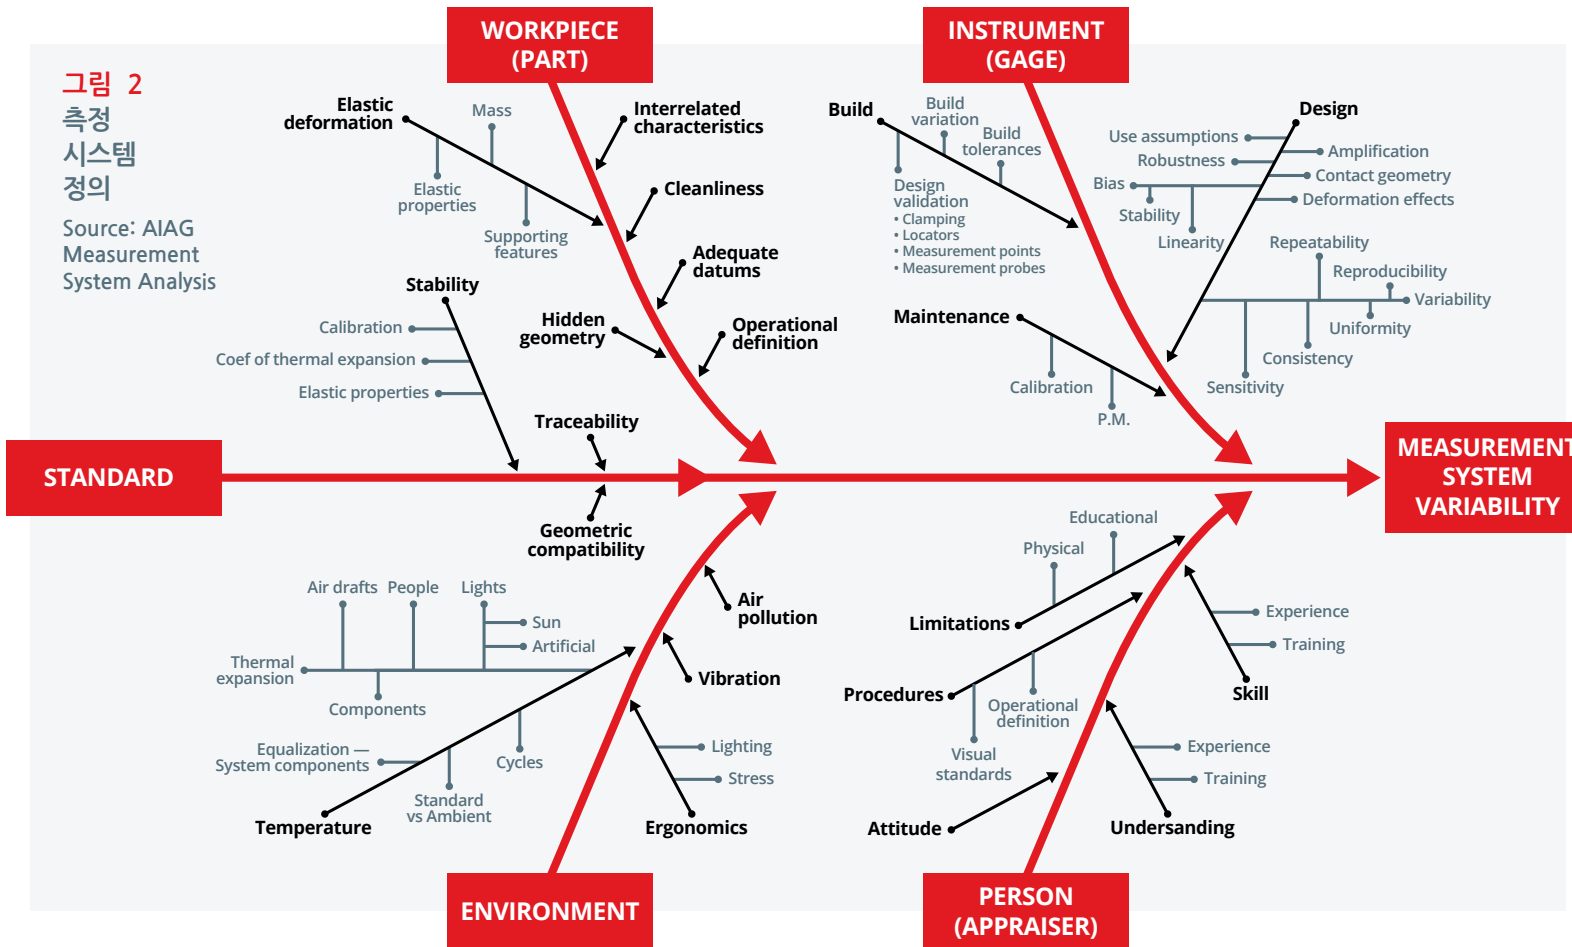 그림 2
측정
시스템
정의
Source: AIAG
Measurement
System Analysis
WORKPIECE
(PART)
Elastic
deformation
Mass
Elastic
properties
Supporting
features
Interrelated
characteristics
Cleanliness
Adequate
datums
Hidden
geometry
Operational
definition
INSTRUMENT
(GAGE)
Build
Build
variation
Build
tolerances
Design
validation
• Clamping
• Locators
• Measurement points
• Measurement probes
Design
Use assumptions
Amplification
Robustness
Contact geometry
Bias
Deformation effects
Stability
Linearity
Repeatability
Reproducibility
Variability
Uniformity
Consistency
Sensitivity
Maintenance
Calibration
P.M.
Stability
Calibration
Coef of thermal expansion
Elastic properties
Traceability
STANDARD
Geometric
compatibility
MEASUREMENT
SYSTEM
VARIABILITY
Air drafts
People
Lights
Sun
Artificial
Thermal
expansion
Components
Equalization —
System components
Standard
vs Ambient
Cycles
Temperature
Air
pollution
Vibration
Lighting
Stress
Ergonomics
ENVIRONMENT
Educational
Physical
Limitations
Experience
Training
Skill
Procedures
Operational
definition
Visual
standards
Experience
Training
Attitude
Undersanding
PERSON
(APPRAISER)